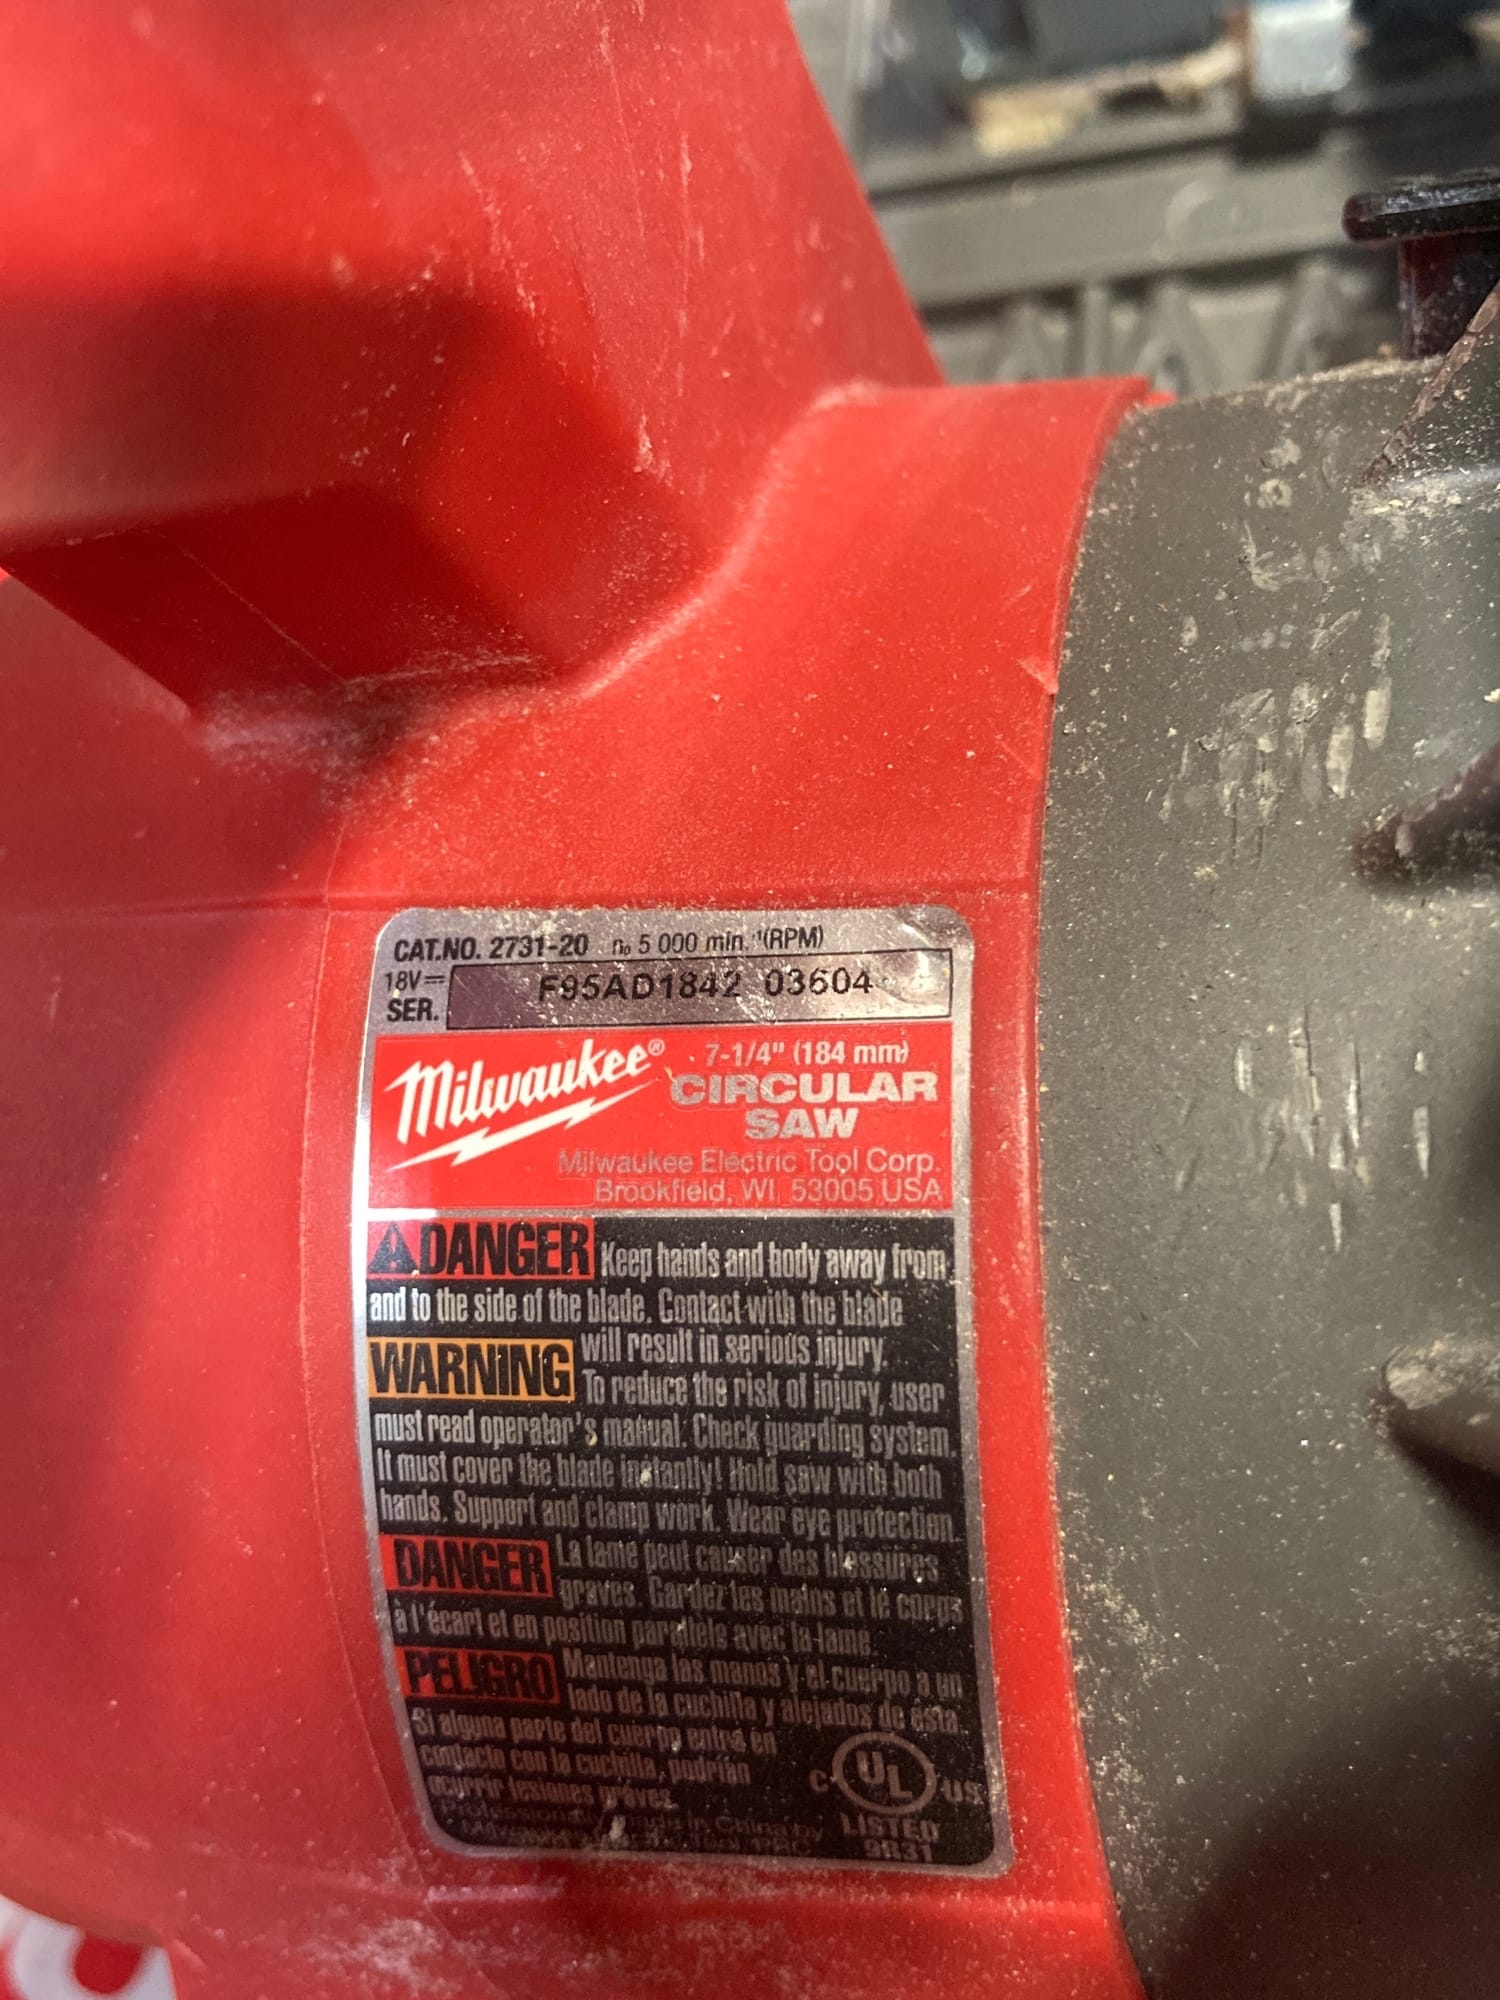 CAT.NO. 2731-20 n₀ 5 000 min.⁻¹(RPM)
18V⎓
SER. F95AD1842 03604
Milwaukee®
7-1/4" (184 mm)
CIRCULAR
SAW
Milwaukee Electric Tool Corp.
Brookfield, WI 53005 USA
DANGER Keep hands and body away from
and to the side of the blade. Contact with the blade
will result in serious injury.
WARNING To reduce the risk of injury, user
must read operator's manual. Check guarding system.
It must cover the blade instantly! Hold saw with both
hands. Support and clamp work. Wear eye protection.
DANGER La lame peut causer des blessures
graves. Gardez les mains et le corps
à l'écart et en position parallèle avec la lame.
PELIGRO Mantenga las manos y el cuerpo a un
lado de la cuchilla y alejados de ésta.
Si alguna parte del cuerpo entra en
contacto con la cuchilla, podrían
ocurrir lesiones graves.
in China by
Tool PRC
C UL US
LISTED
9R31